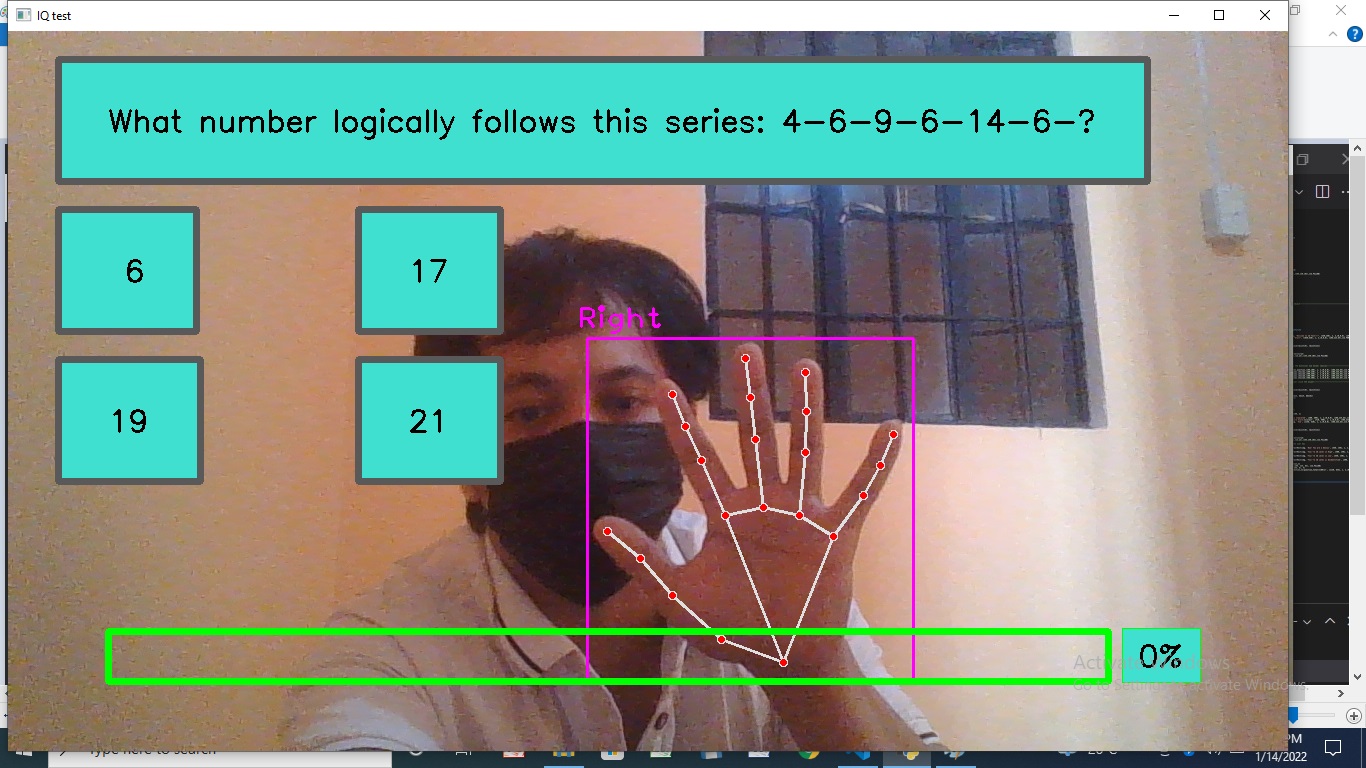 IQ test
What number logically follows this series: 4-6-9-6-14-6-?
6
17
Right
19
21
0%
Activate Windows
Go to Settings to activate Windows.
Type here to search
PM
1/14/2022